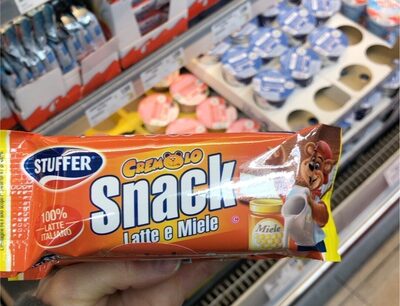 STUFFER
CREMOLO
Snack
100%
LATTE
ITALIANO
Latte e Miele
Miele